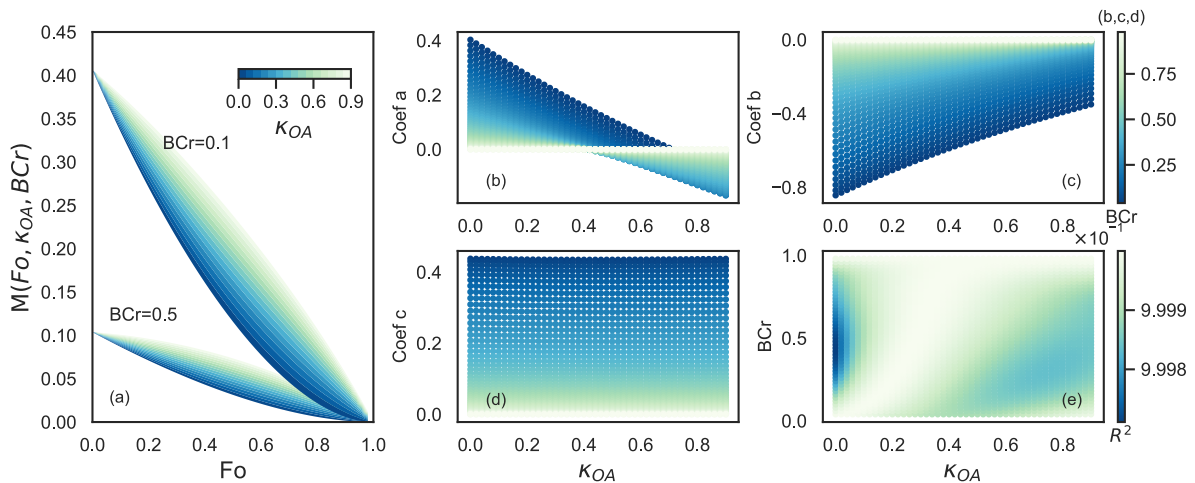 M(Fo, κOA, BCr)
0.45
0.40
0.35
0.30
0.25
0.20
0.15
0.10
0.05
0.00
0.0 0.2 0.4 0.6 0.8 1.0
Fo
0.0 0.3 0.6 0.9
κOA
BCr=0.1
BCr=0.5
(a)
Coef a
0.4
0.2
0.0
(b)
0.0 0.2 0.4 0.6 0.8
Coef b
0.0
−0.4
−0.8
(c)
0.0 0.2 0.4 0.6 0.8
(b,c,d)
0.75
0.50
0.25
BCr
Coef c
0.4
0.2
0.0
(d)
0.0 0.2 0.4 0.6 0.8
κOA
BCr
1.0
0.5
0.0
(e)
0.0 0.2 0.4 0.6 0.8
κOA
×10⁻¹
9.999
9.998
R²